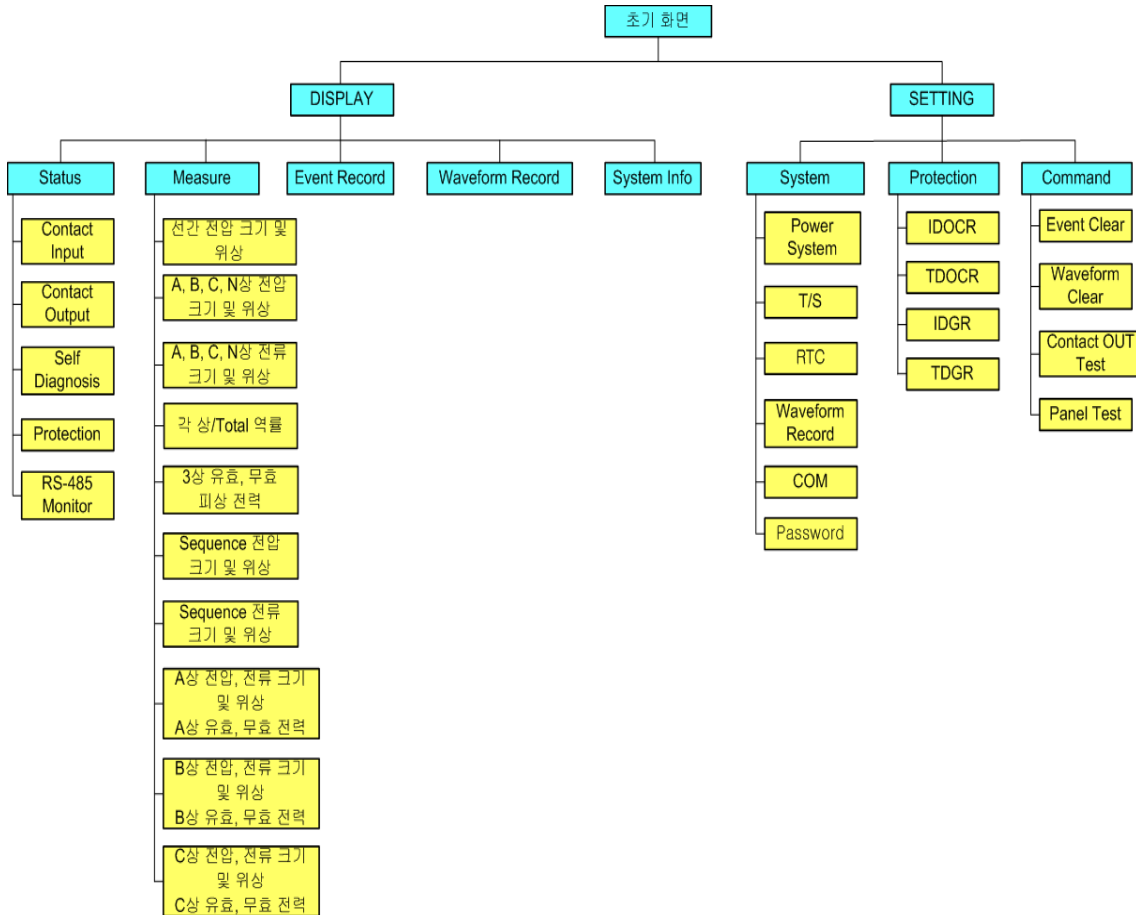 초기 화면
DISPLAY
SETTING
Status
Measure
Event Record
Waveform Record
System Info
System
Protection
Command
Contact
Input
Contact
Output
Self
Diagnosis
Protection
RS-485
Monitor
선간 전압 크기 및
위상
A, B, C, N상 전압
크기 및 위상
A, B, C, N상 전류
크기 및 위상
각 상/Total 역률
3상 유효, 무효
피상 전력
Sequence 전압
크기 및 위상
Sequence 전류
크기 및 위상
A상 전압, 전류 크기
및 위상
A상 유효, 무효 전력
B상 전압, 전류 크기
및 위상
B상 유효, 무효 전력
C상 전압, 전류 크기
및 위상
C상 유효, 무효 전력
Power
System
T/S
RTC
Waveform
Record
COM
Password
IDOCR
TDOCR
IDGR
TDGR
Event Clear
Waveform
Clear
Contact OUT
Test
Panel Test